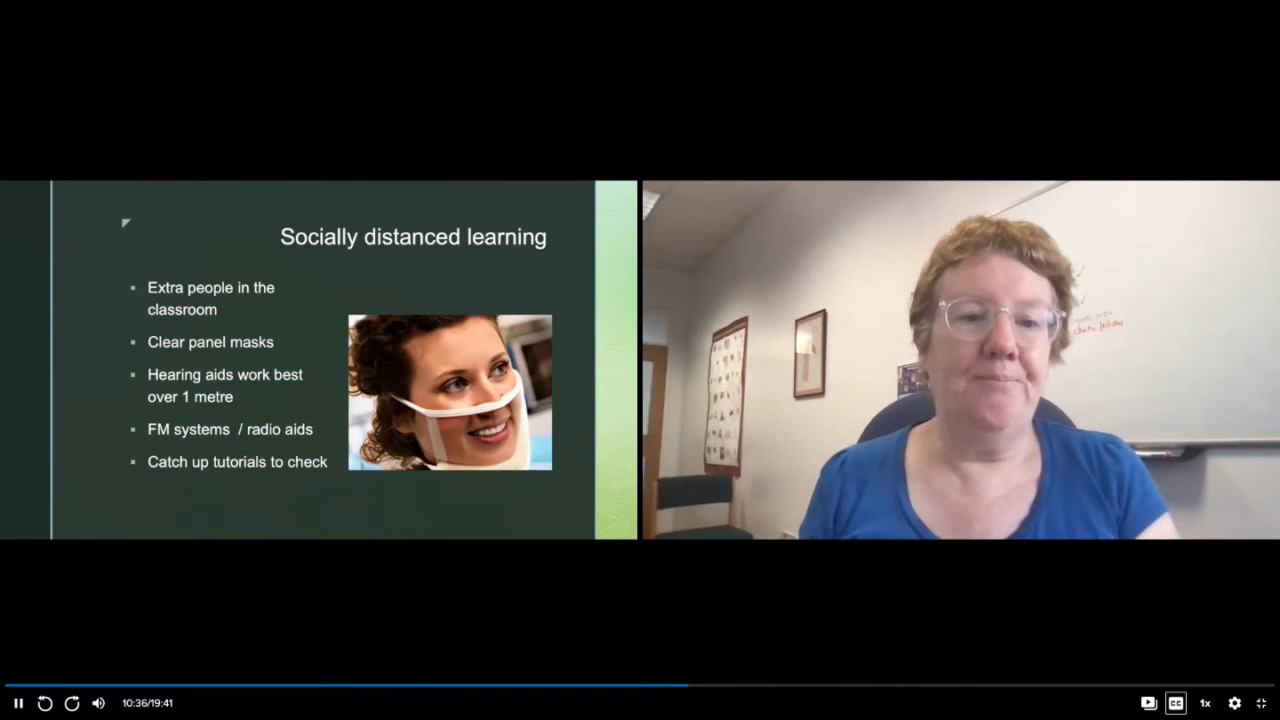 Socially distanced learning
▪ Extra people in the
classroom
▪ Clear panel masks
▪ Hearing aids work best
over 1 metre
▪ FM systems / radio aids
▪ Catch up tutorials to check
10:36/19:41
CC
1x